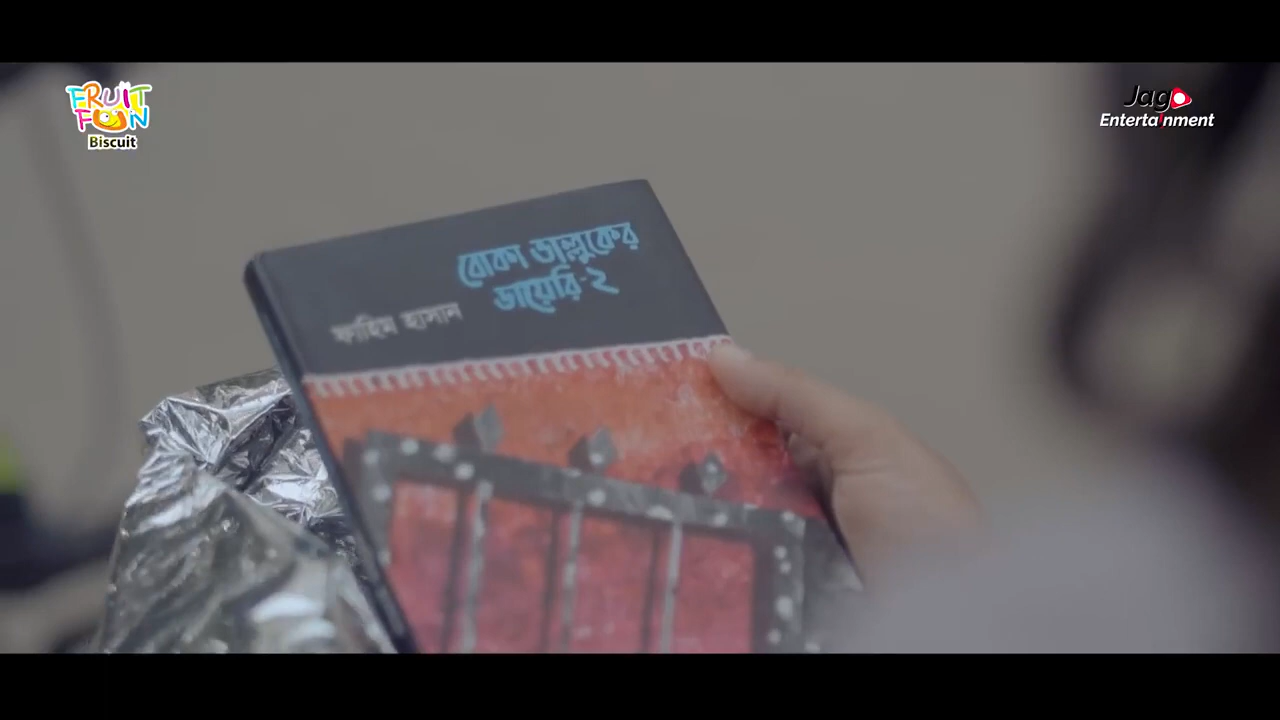 FRUIT
FUN
Biscuit
Jago
Entertainment
বোকা ভাল্লুকের
ডায়েরি-২
ফাহিম হাসান